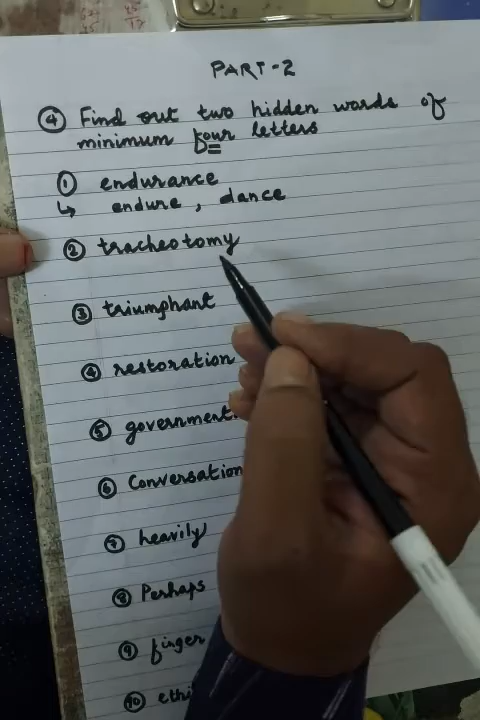 PART-2
④ Find out two hidden words of
minimum four letters
① endurance
↳ endure, dance
② tracheotomy
③ triumphant
④ restoration
⑤ government
⑥ Conversation
⑦ heavily
⑧ Perhaps
⑨ finger
⑩